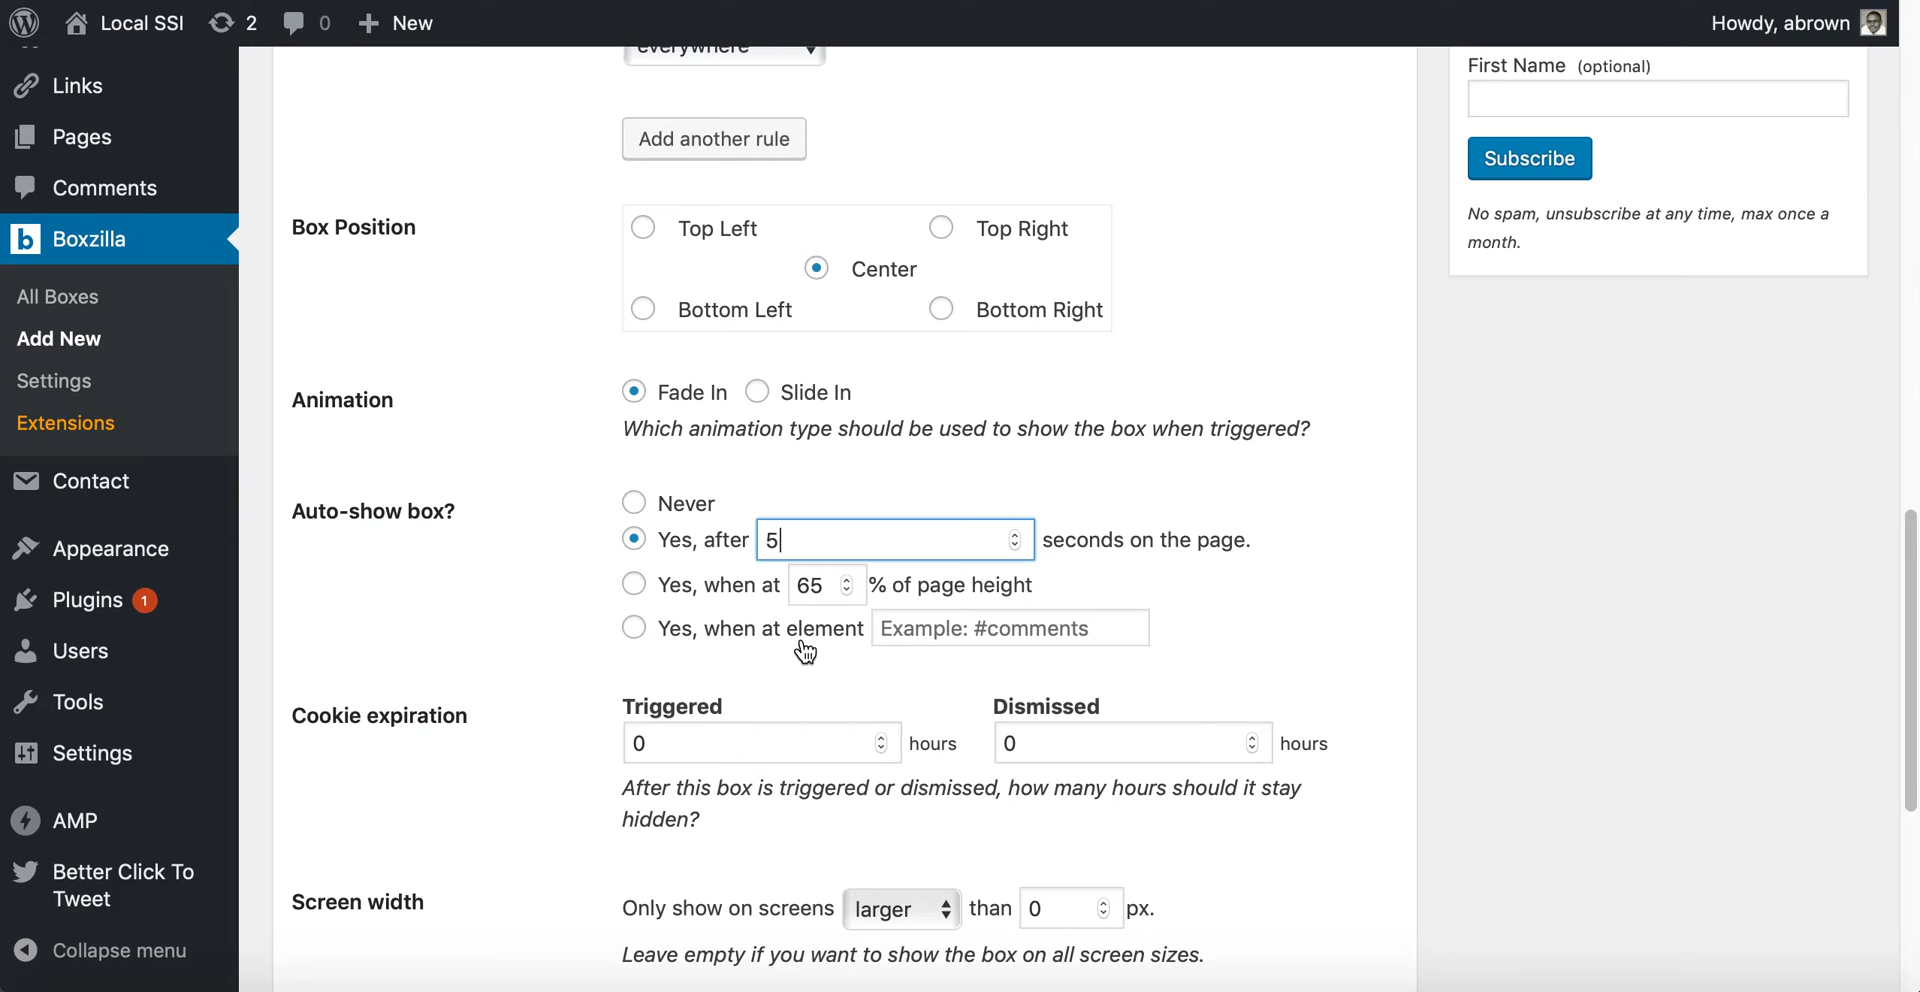 Local SSI 2 0 New Howdy, abrown
Links
Pages
Comments
b Boxzilla
All Boxes
Add New
Settings
Extensions
Contact
Appearance
Plugins 1
Users
Tools
Settings
AMP
Better Click To
Tweet
Collapse menu
everywhere
Add another rule
Box Position
Top Left Top Right
Center
Bottom Left Bottom Right
Animation
Fade In Slide In
Which animation type should be used to show the box when triggered?
Auto-show box?
Never
Yes, after 5 seconds on the page.
Yes, when at 65 % of page height
Yes, when at element Example: #comments
Cookie expiration
Triggered Dismissed
0 hours 0 hours
After this box is triggered or dismissed, how many hours should it stay
hidden?
Screen width
Only show on screens larger than 0 px.
Leave empty if you want to show the box on all screen sizes.
First Name (optional)
Subscribe
No spam, unsubscribe at any time, max once a
month.